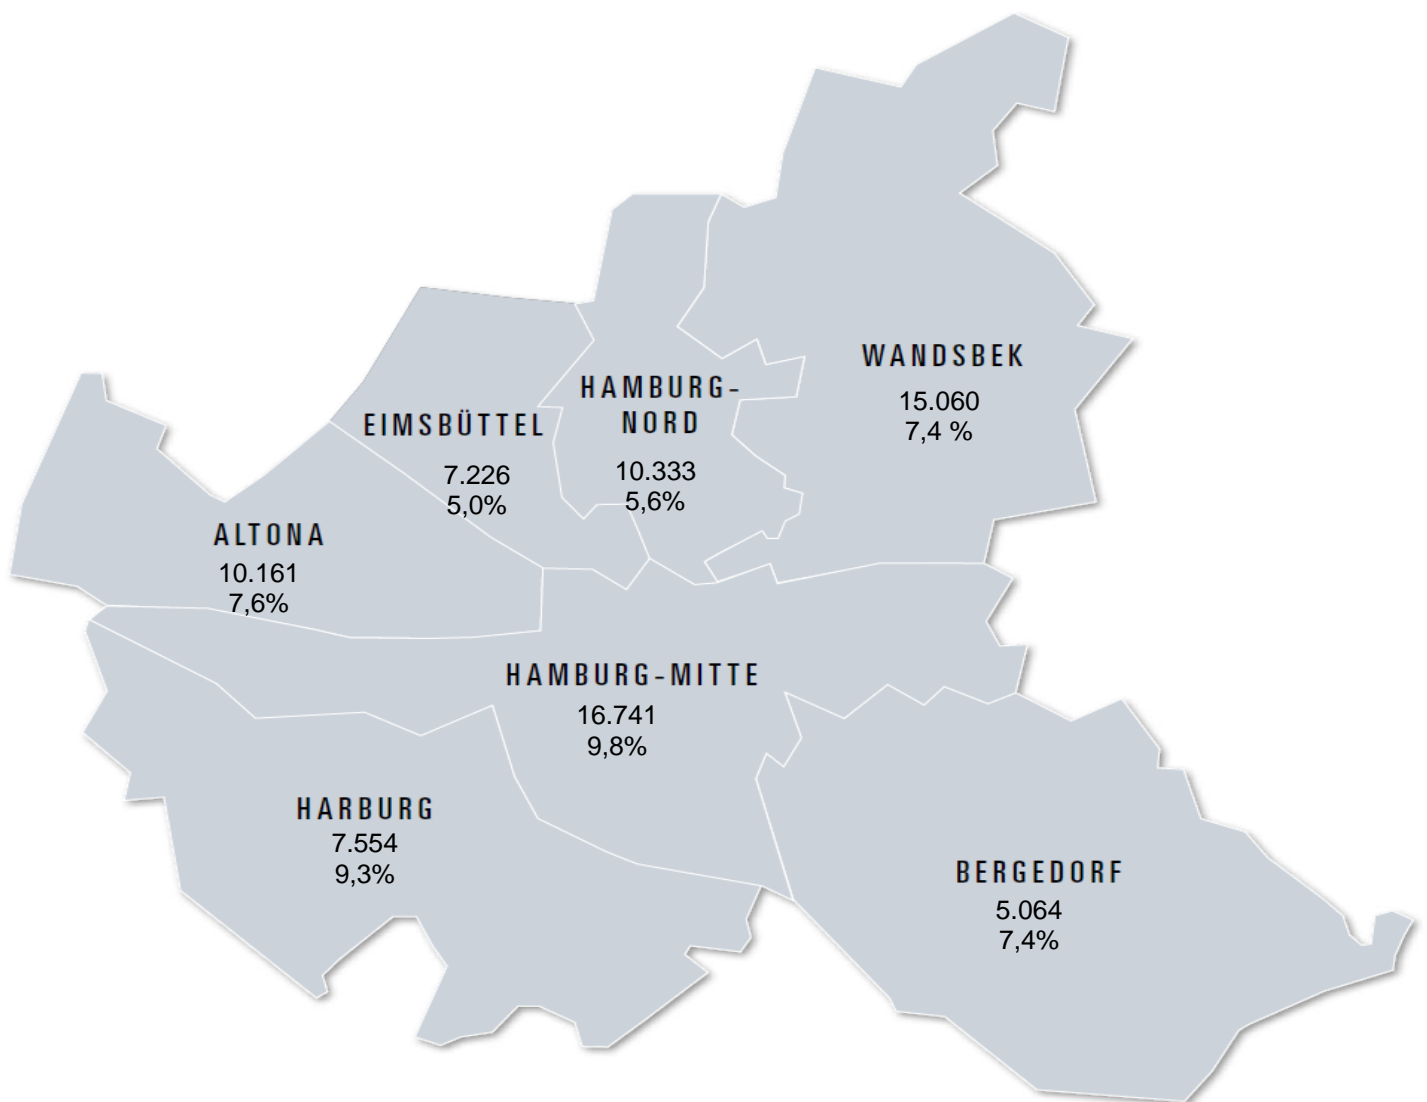 WANDSBEK
15.060
7,4 %
HAMBURG-
NORD
10.333
5,6%
EIMSBÜTTEL
7.226
5,0%
ALTONA
10.161
7,6%
HAMBURG-MITTE
16.741
9,8%
HARBURG
7.554
9,3%
BERGEDORF
5.064
7,4%